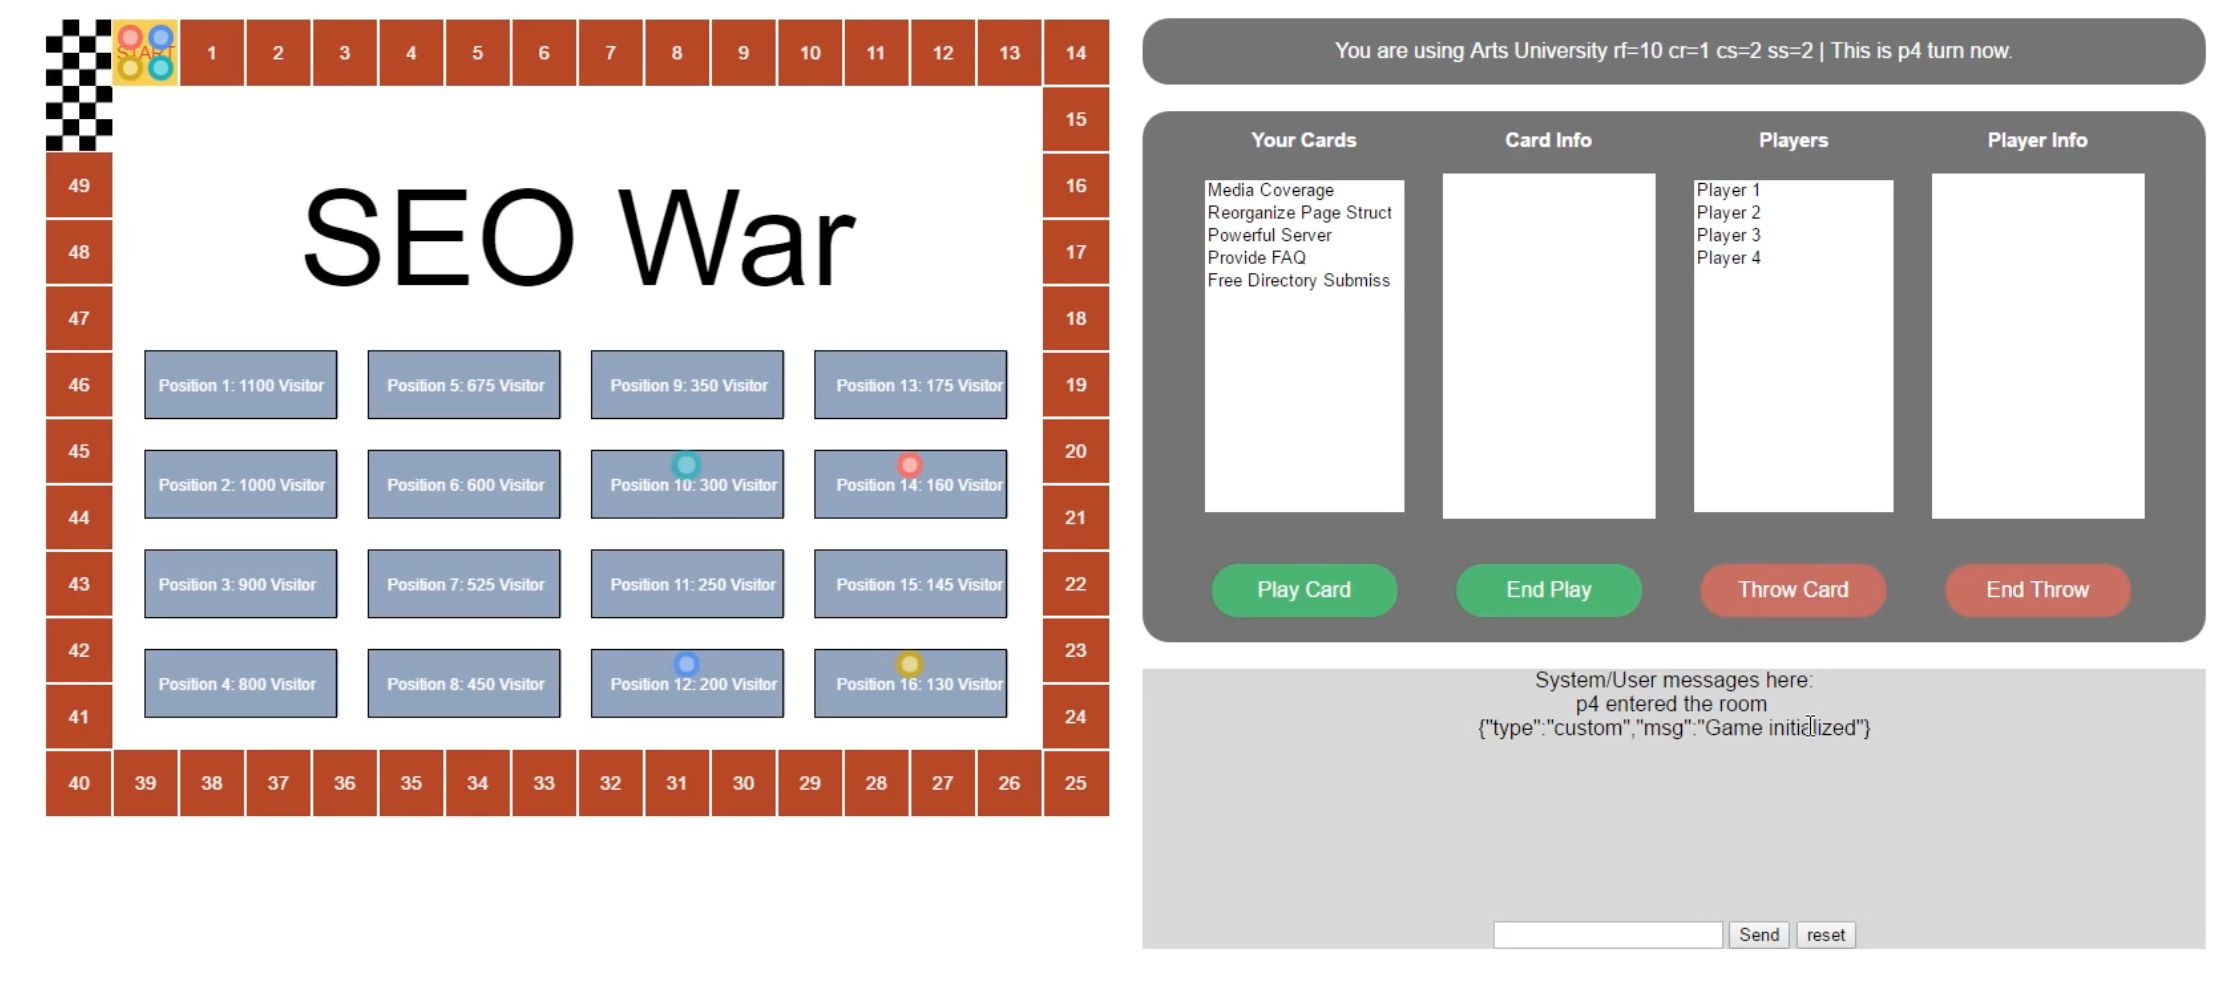 START
1
2
3
4
5
6
7
8
9
10
11
12
13
14
15
16
17
18
19
20
21
22
23
24
25
26
27
28
29
30
31
32
33
34
35
36
37
38
39
40
41
42
43
44
45
46
47
48
49
SEO War
Position 1: 1100 Visitor
Position 5: 675 Visitor
Position 9: 350 Visitor
Position 13: 175 Visitor
Position 2: 1000 Visitor
Position 6: 600 Visitor
Position 10: 300 Visitor
Position 14: 160 Visitor
Position 3: 900 Visitor
Position 7: 525 Visitor
Position 11: 250 Visitor
Position 15: 145 Visitor
Position 4: 800 Visitor
Position 8: 450 Visitor
Position 12: 200 Visitor
Position 16: 130 Visitor
You are using Arts University rf=10 cr=1 cs=2 ss=2 | This is p4 turn now.
Your Cards
Media Coverage
Reorganize Page Struct
Powerful Server
Provide FAQ
Free Directory Submiss
Card Info
Players
Player 1
Player 2
Player 3
Player 4
Player Info
Play Card
End Play
Throw Card
End Throw
System/User messages here:
p4 entered the room
{"type":"custom","msg":"Game initialized"}
Send
reset